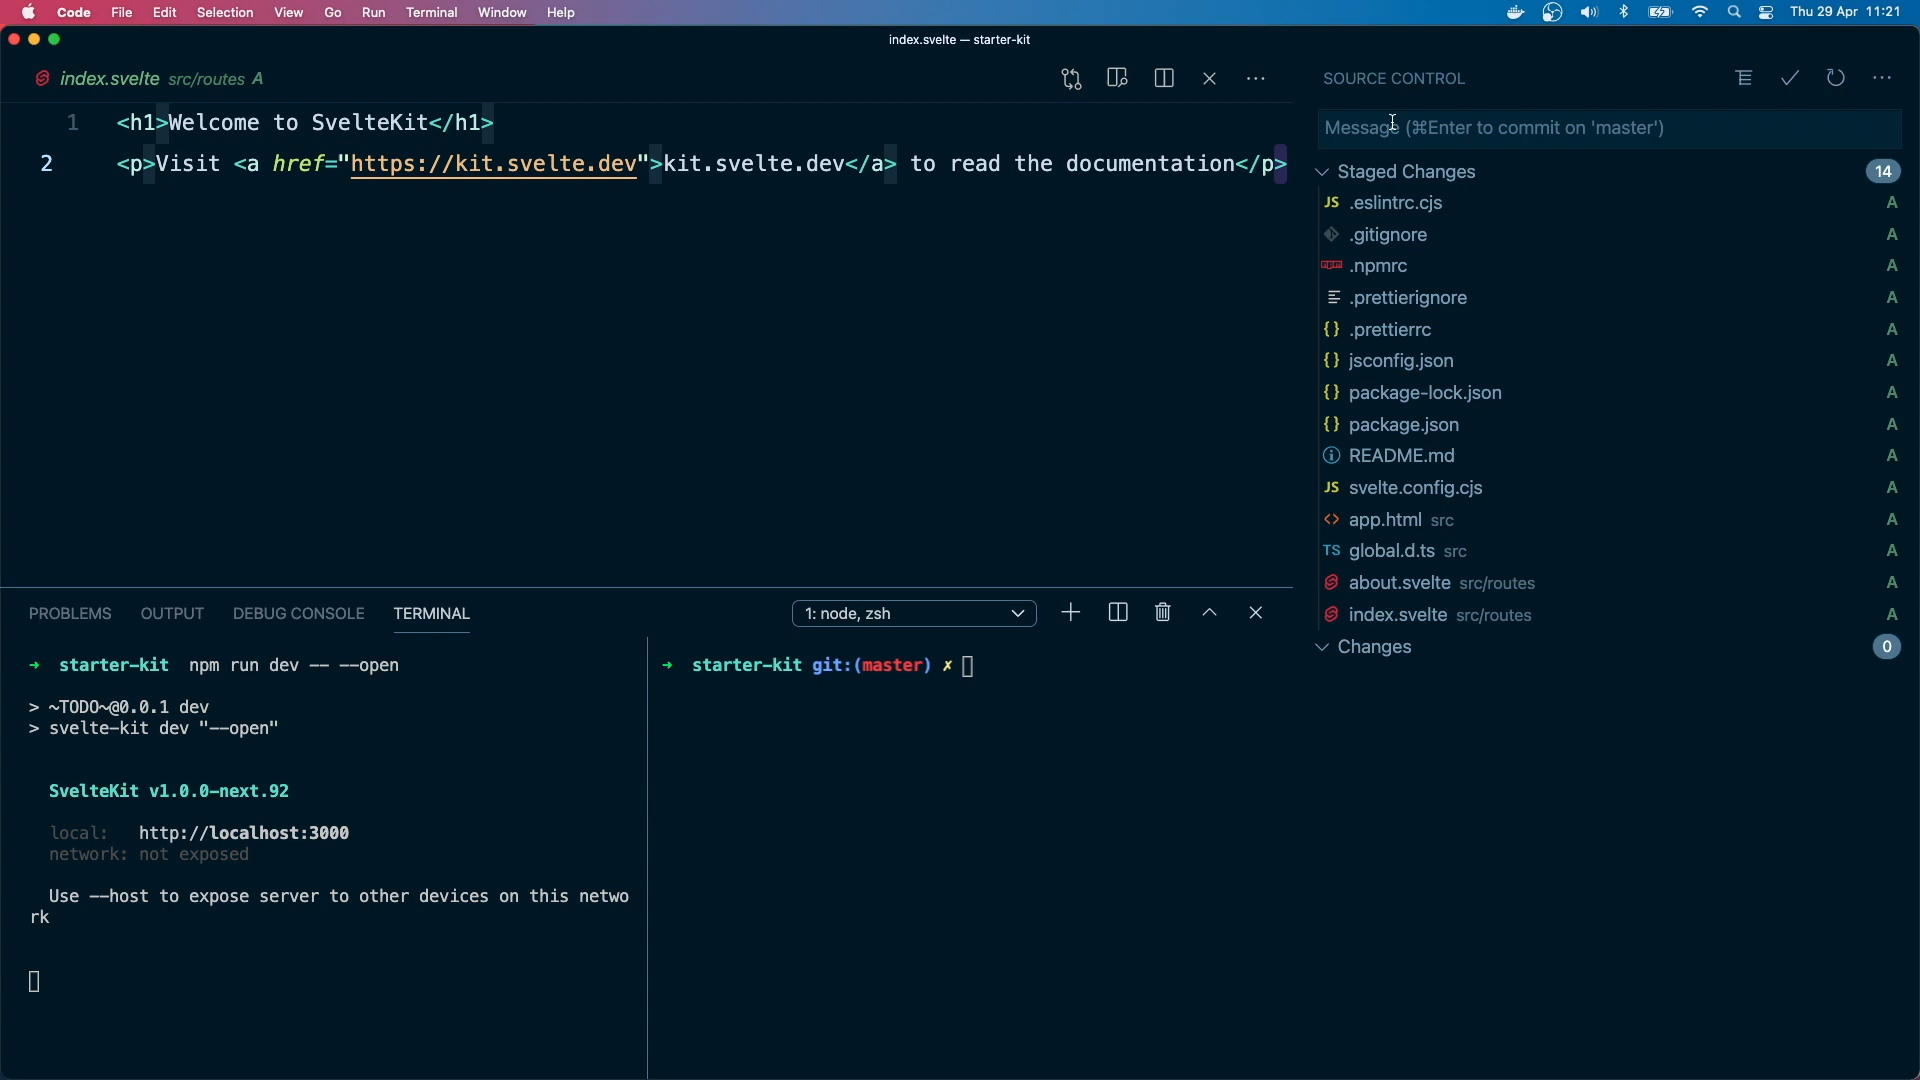 Code File Edit Selection View Go Run Terminal Window Help Thu 29 Apr 11:21
index.svelte — starter-kit
index.svelte src/routes A
1 <h1>Welcome to SvelteKit</h1>
2 <p>Visit <a href="https://kit.svelte.dev">kit.svelte.dev</a> to read the documentation</p>
PROBLEMS OUTPUT DEBUG CONSOLE TERMINAL 1: node, zsh
→ starter-kit npm run dev -- --open
> ~TODO~@0.0.1 dev
> svelte-kit dev "--open"
SvelteKit v1.0.0-next.92
local: http://localhost:3000
network: not exposed
Use --host to expose server to other devices on this netwo
rk
→ starter-kit git:(master) ✗
SOURCE CONTROL
Message (⌘Enter to commit on 'master')
Staged Changes 14
JS .eslintrc.cjs A
.gitignore A
npm .npmrc A
.prettierignore A
{} .prettierrc A
{} jsconfig.json A
{} package-lock.json A
{} package.json A
README.md A
JS svelte.config.cjs A
<> app.html src A
TS global.d.ts src A
about.svelte src/routes A
index.svelte src/routes A
Changes 0